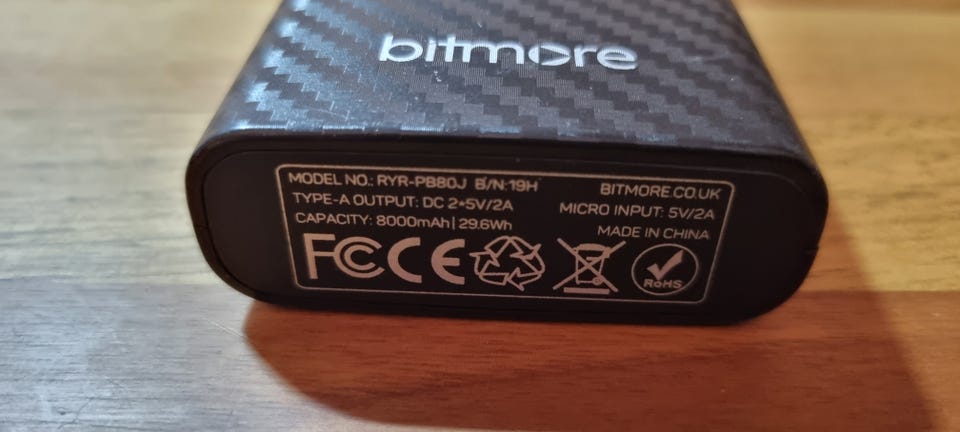 bitmore
MODEL NO.: RYR-PB80J B/N:19H
BITMORE.CO.UK
TYPE-A OUTPUT: DC 2*5V/2A
MICRO INPUT: 5V/2A
CAPACITY: 8000mAh | 29.6Wh
MADE IN CHINA
FC CE
RoHS